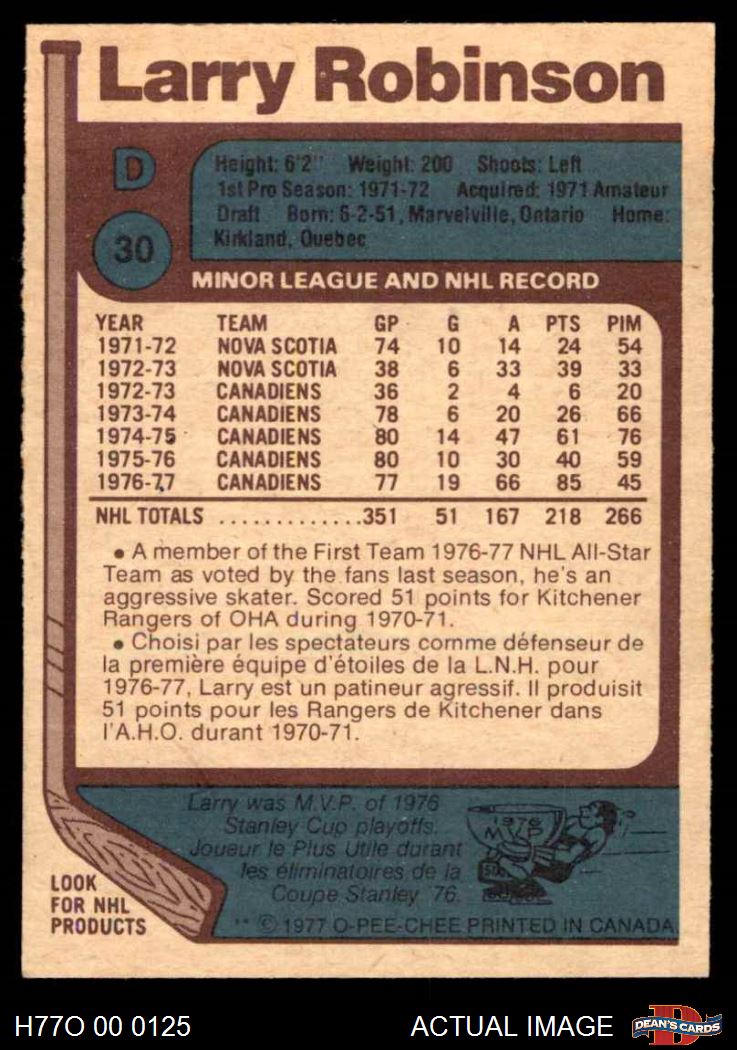 Larry Robinson
D
30
Height: 6'2" Weight: 200 Shoots: Left
1st Pro Season: 1971-72 Acquired: 1971 Amateur
Draft Born: 6-2-51, Marvelville, Ontario Home:
Kirkland, Quebec
MINOR LEAGUE AND NHL RECORD
YEAR TEAM GP G A PTS PIM
1971-72 NOVA SCOTIA 74 10 14 24 54
1972-73 NOVA SCOTIA 38 6 33 39 33
1972-73 CANADIENS 36 2 4 6 20
1973-74 CANADIENS 78 6 20 26 66
1974-75 CANADIENS 80 14 47 61 76
1975-76 CANADIENS 80 10 30 40 59
1976-77 CANADIENS 77 19 66 85 45
NHL TOTALS .............351 51 167 218 266
• A member of the First Team 1976-77 NHL All-Star
Team as voted by the fans last season, he's an
aggressive skater. Scored 51 points for Kitchener
Rangers of OHA during 1970-71.
• Choisi par les spectateurs comme défenseur de
la première équipe d'étoiles de la L.N.H. pour
1976-77, Larry est un patineur agressif. Il produisit
51 points pour les Rangers de Kitchener dans
l'A.H.O. durant 1970-71.
Larry was M.V.P. of 1976
Stanley Cup playoffs.
Joueur le Plus Utile durant
les éliminatoires de la
Coupe Stanley '76.
1976
MVP
LOOK
FOR NHL
PRODUCTS
** © 1977 O-PEE-CHEE PRINTED IN CANADA
H77O 00 0125
ACTUAL IMAGE
DEAN'S CARDS